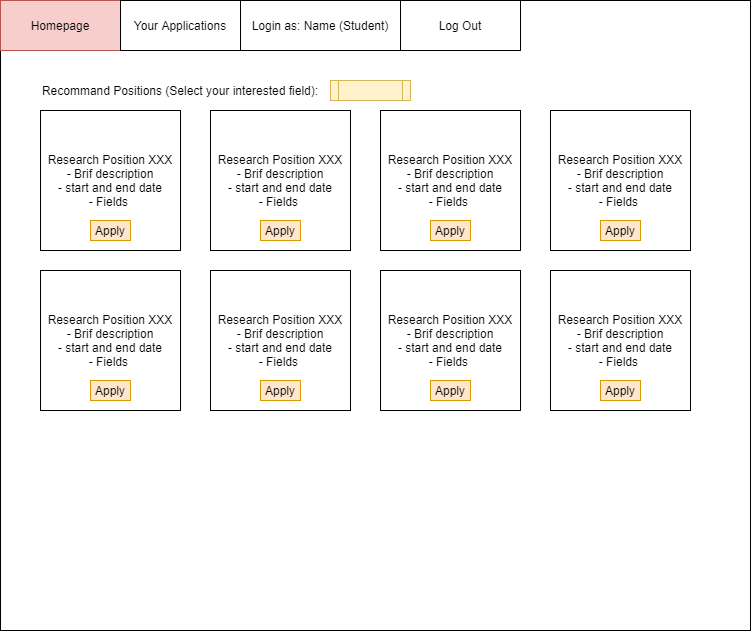 Homepage
Your Applications
Login as: Name (Student)
Log Out
Recommand Positions (Select your interested field):
Research Position XXX
- Brif description
- start and end date
- Fields
Apply
Research Position XXX
- Brif description
- start and end date
- Fields
Apply
Research Position XXX
- Brif description
- start and end date
- Fields
Apply
Research Position XXX
- Brif description
- start and end date
- Fields
Apply
Research Position XXX
- Brif description
- start and end date
- Fields
Apply
Research Position XXX
- Brif description
- start and end date
- Fields
Apply
Research Position XXX
- Brif description
- start and end date
- Fields
Apply
Research Position XXX
- Brif description
- start and end date
- Fields
Apply